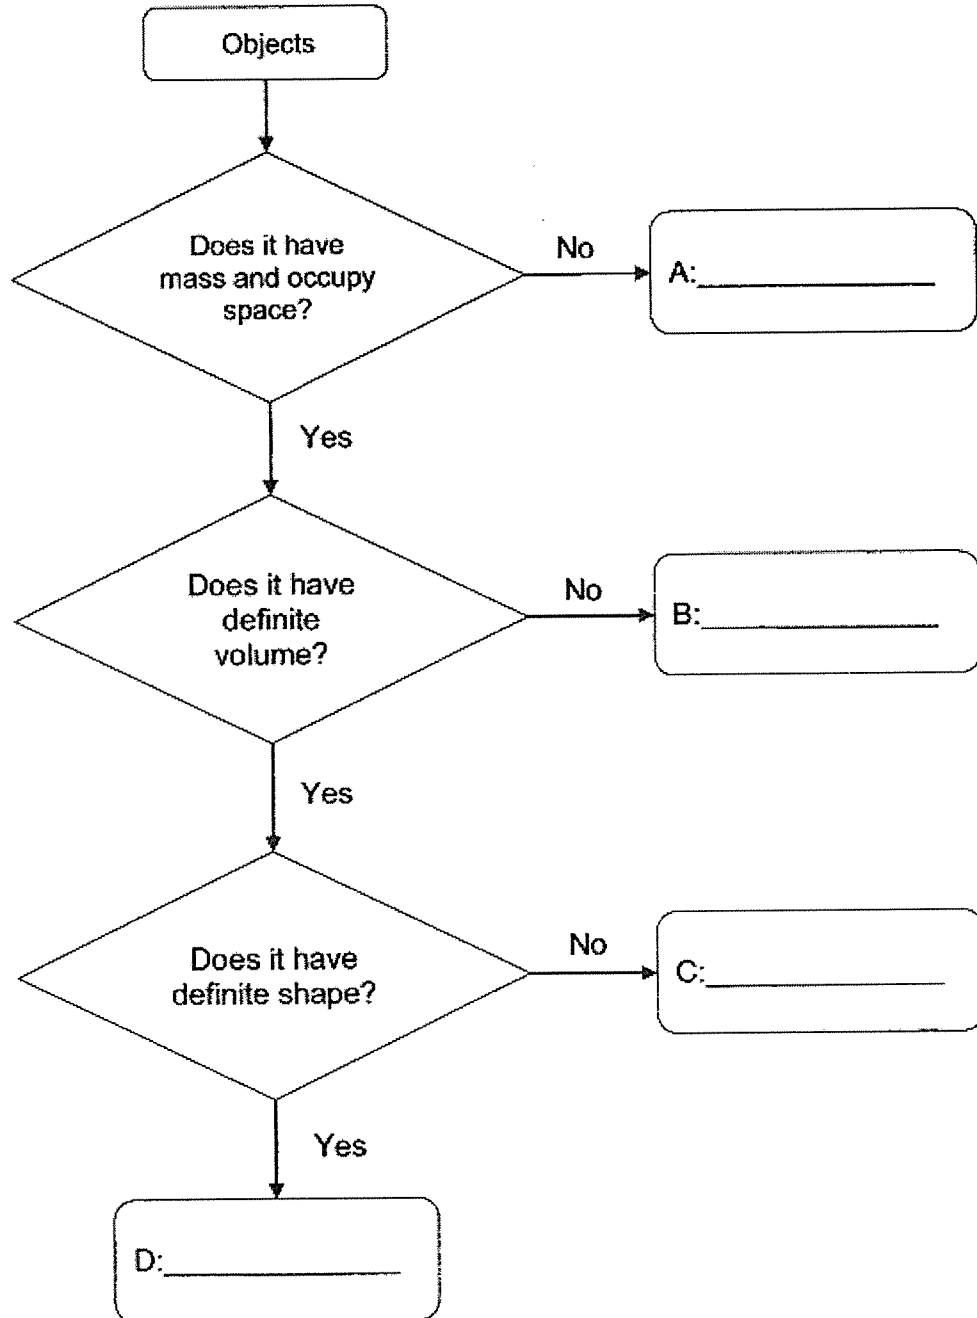 Objects
Does it have
mass and occupy
space?
No
A:
Yes
Does it have
definite
volume?
No
B:
Yes
Does it have
definite shape?
No
C:
Yes
D: